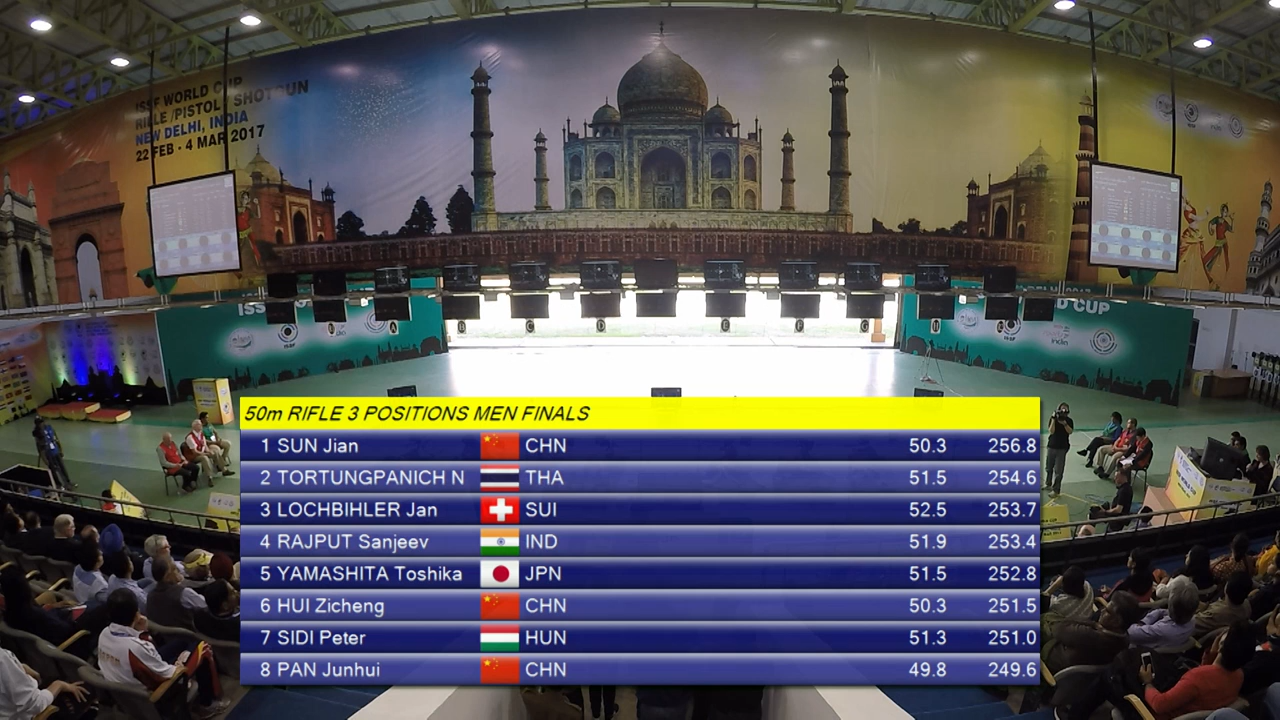 ISSF WORLD CUP
RILLE /PISTOL / SHOTGUN
NEW DELHI, INDIA
22 FEB - 4 MAR 2017
ISS
D CUP
50m RIFLE 3 POSITIONS MEN FINALS
1 SUN Jian CHN 50.3 256.8
2 TORTUNGPANICH N THA 51.5 254.6
3 LOCHBIHLER Jan SUI 52.5 253.7
4 RAJPUT Sanjeev IND 51.9 253.4
5 YAMASHITA Toshika JPN 51.5 252.8
6 HUI Zicheng CHN 50.3 251.5
7 SIDI Peter HUN 51.3 251.0
8 PAN Junhui CHN 49.8 249.6